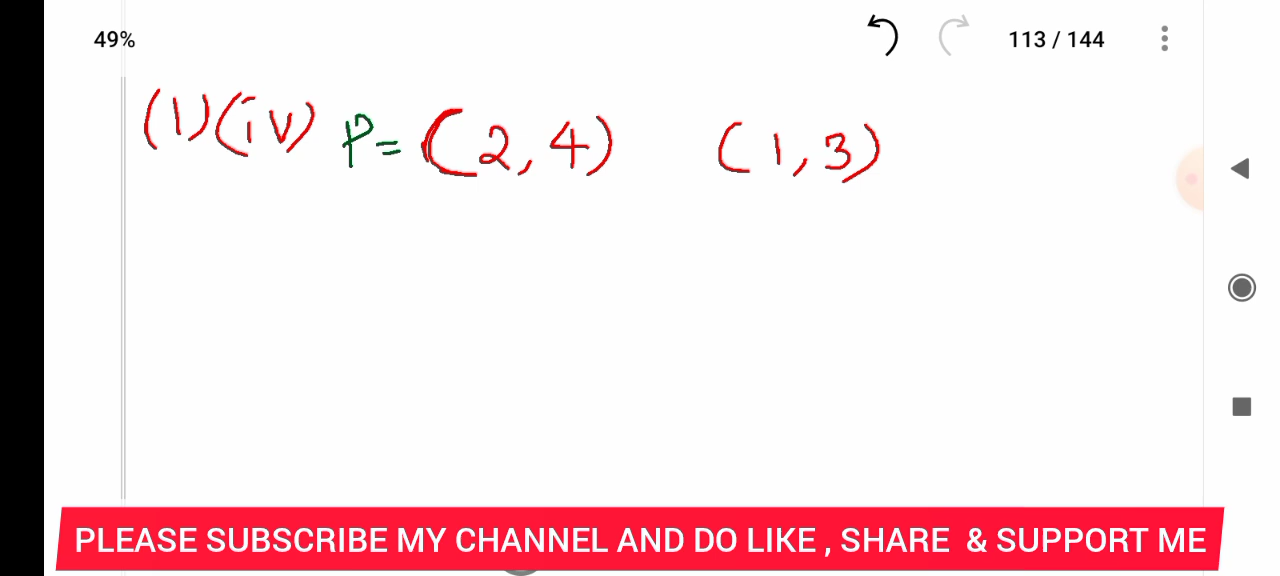 49% 113 / 144
(1)(iv) P = (2,4) (1,3)
PLEASE SUBSCRIBE MY CHANNEL AND DO LIKE , SHARE & SUPPORT ME